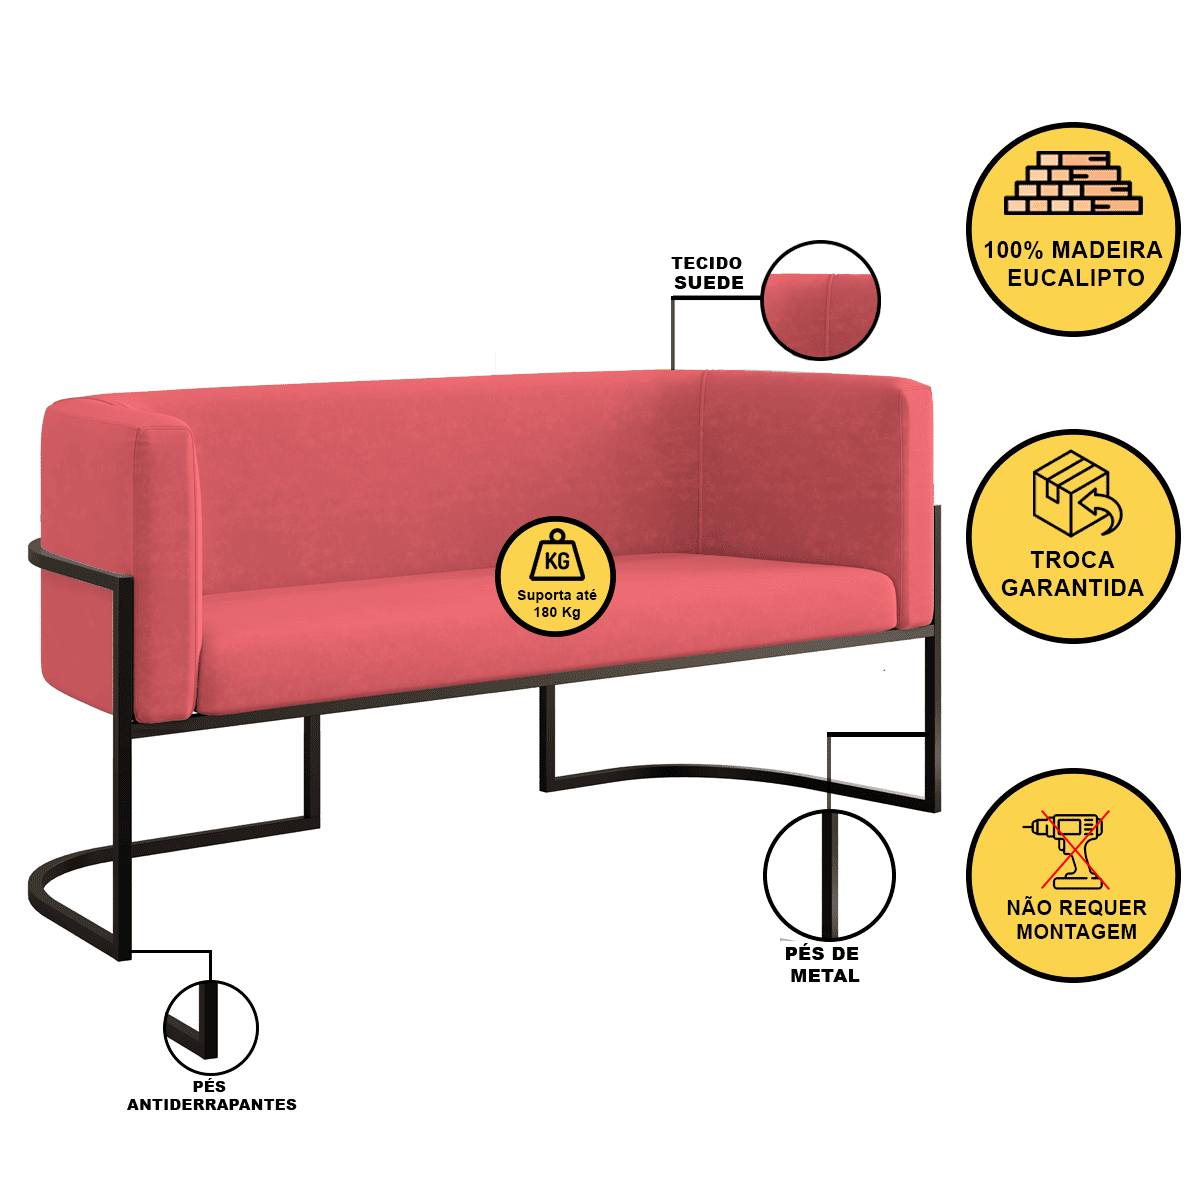 100% MADEIRA
EUCALIPTO
TECIDO
SUEDE
TROCA
GARANTIDA
KG
Suporta até
180 Kg
NÃO REQUER
MONTAGEM
PÉS DE
METAL
PÉS
ANTIDERRAPANTES